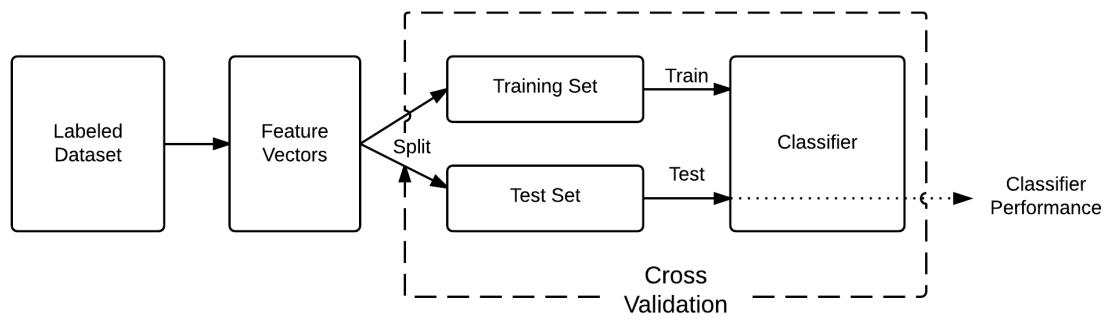 Labeled
Dataset
Feature
Vectors
Split
Training Set
Test Set
Train
Test
Classifier
Classifier
Performance
Cross
Validation